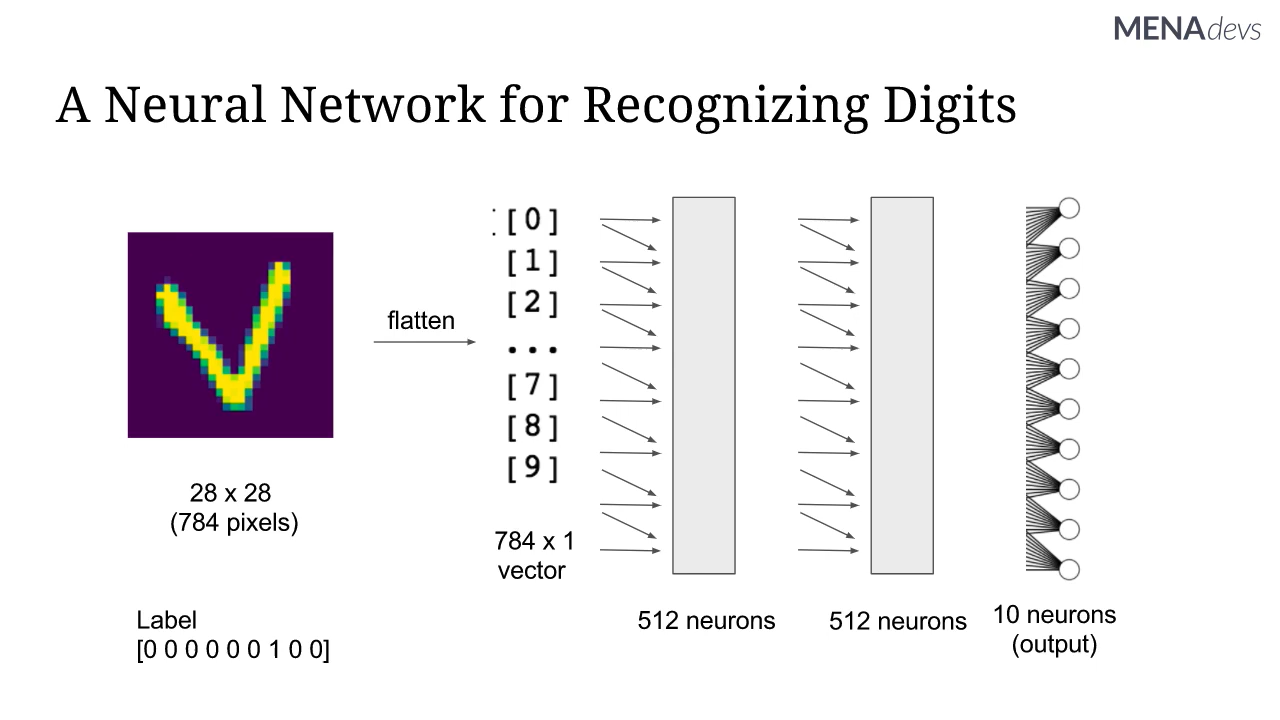 MENAdevs
A Neural Network for Recognizing Digits
[0]
[1]
[2]
...
[7]
[8]
[9]
flatten
28 x 28
(784 pixels)
784 x 1
vector
Label
[0 0 0 0 0 0 1 0 0]
512 neurons
512 neurons
10 neurons
(output)